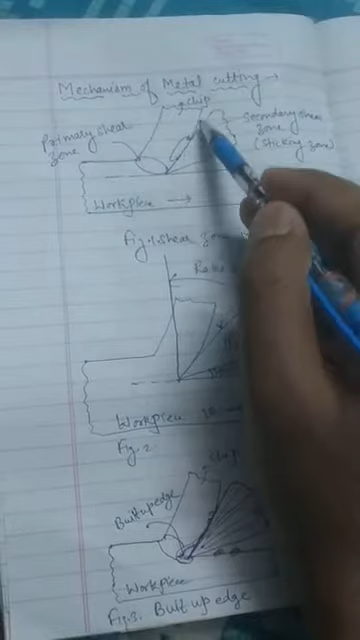 Mechanism of Metal cutting →
chip
Primary shear
zone
Secondary shear
zone
(Sticking zone)
Workpiece →
Fig. 1 Shear zone
Rake
Workpiece
Fig. 2
Chip
Built up edge
Workpiece
Fig. 3. Built up edge